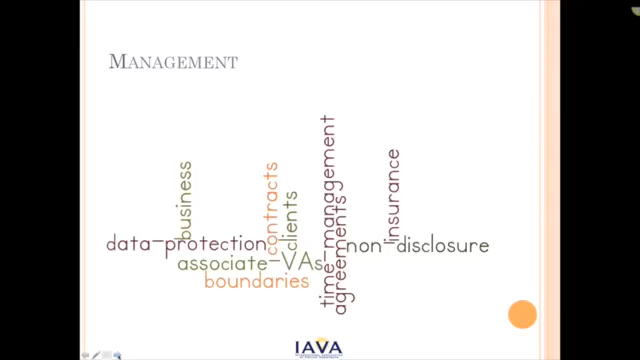 MANAGEMENT
business
contracts
clients
time-management
agreements
insurance
data-protection
non-disclosure
associate-VAs
boundaries
IAVA